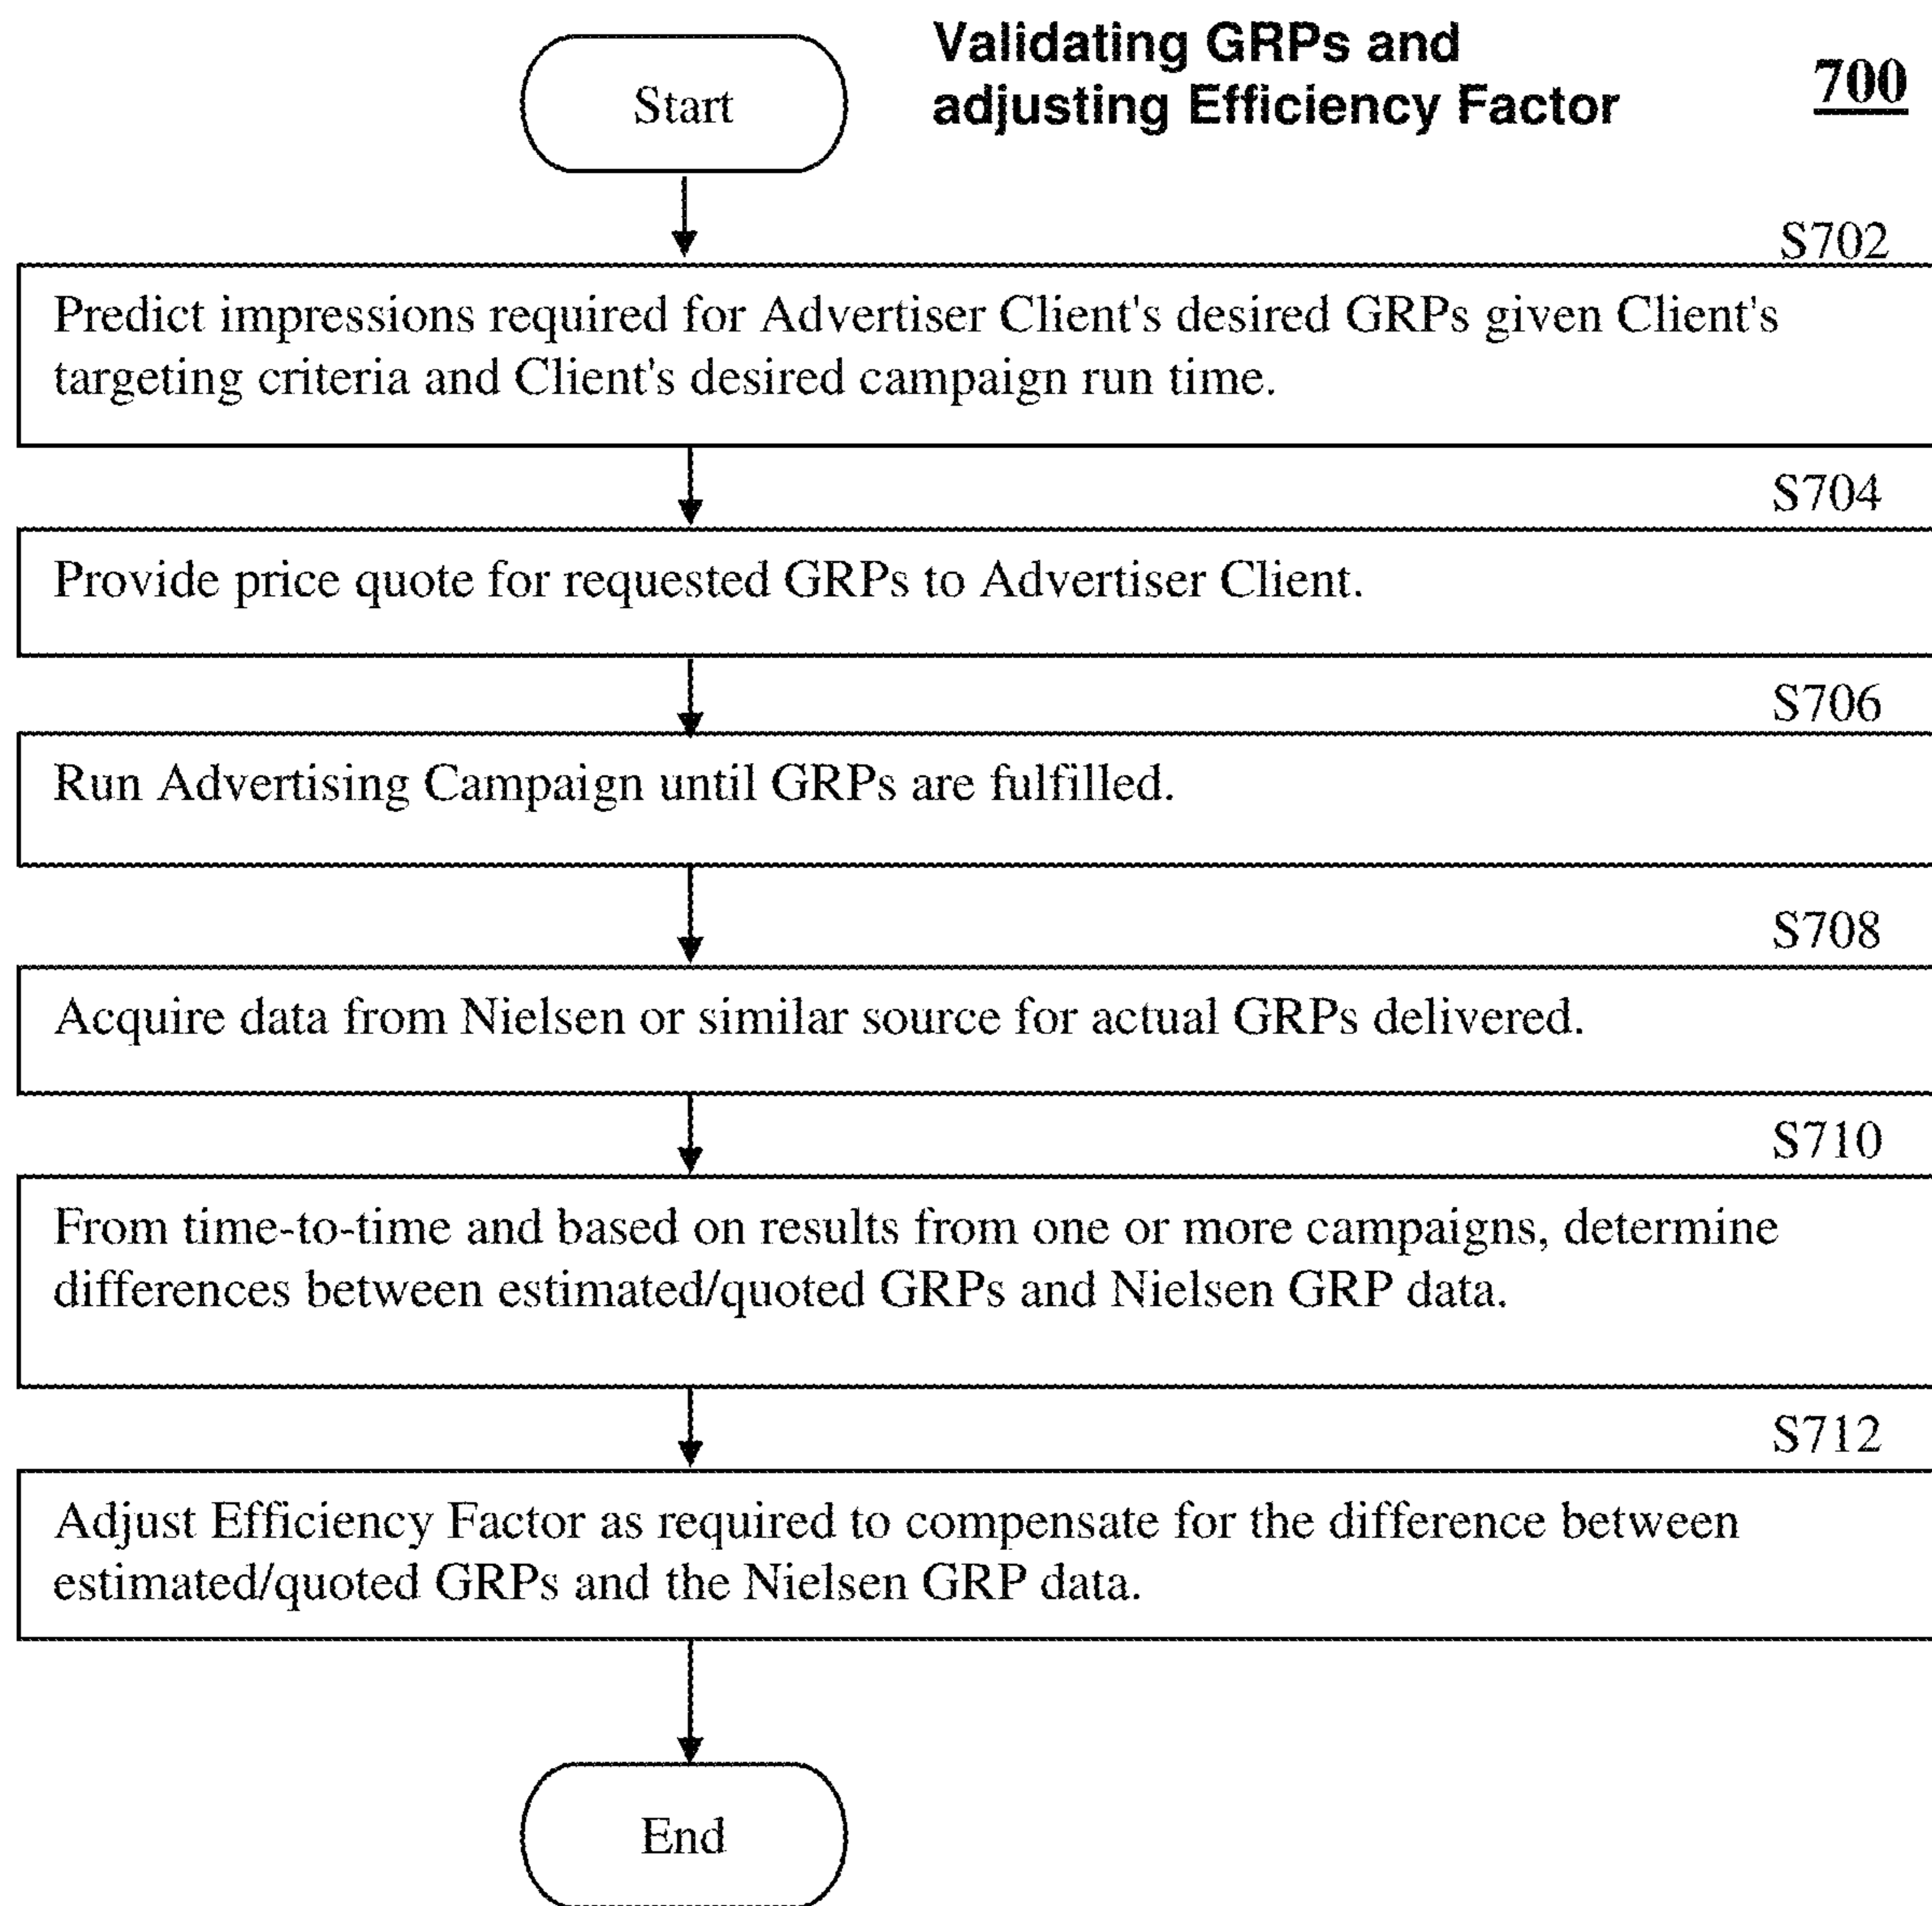 Start
Validating GRPs and
adjusting Efficiency Factor
700
S702
Predict impressions required for Advertiser Client's desired GRPs given Client's
targeting criteria and Client's desired campaign run time.
S704
Provide price quote for requested GRPs to Advertiser Client.
S706
Run Advertising Campaign until GRPs are fulfilled.
S708
Acquire data from Nielsen or similar source for actual GRPs delivered.
S710
From time-to-time and based on results from one or more campaigns, determine
differences between estimated/quoted GRPs and Nielsen GRP data.
S712
Adjust Efficiency Factor as required to compensate for the difference between
estimated/quoted GRPs and the Nielsen GRP data.
End